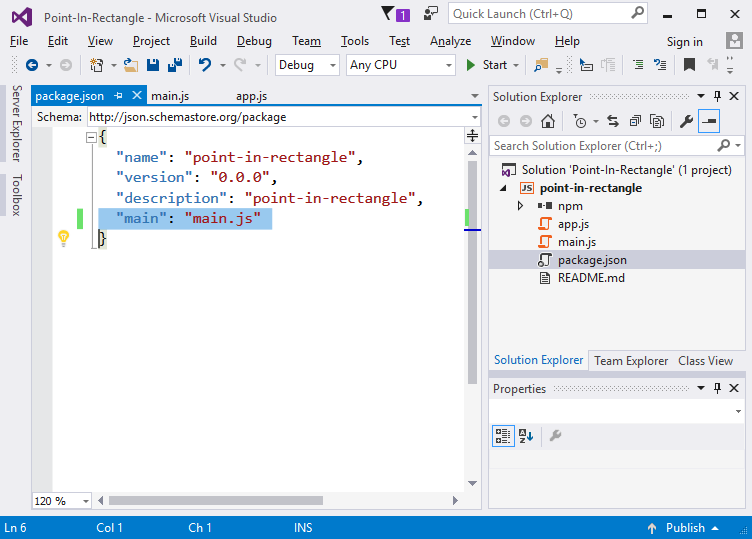 Point-In-Rectangle - Microsoft Visual Studio
1
Quick Launch (Ctrl+Q)
File Edit View Project Build Debug Team Tools Test Analyze Window Help Sign in
Debug Any CPU Start
Server Explorer
Toolbox
package.json main.js app.js
Schema: http://json.schemastore.org/package
{
"name": "point-in-rectangle",
"version": "0.0.0",
"description": "point-in-rectangle",
"main": "main.js"
}
120 %
Solution Explorer
Search Solution Explorer (Ctrl+;)
Solution 'Point-In-Rectangle' (1 project)
JS point-in-rectangle
npm
app.js
main.js
package.json
README.md
Solution Explorer Team Explorer Class View
Properties
Ln 6 Col 1 Ch 1 INS Publish